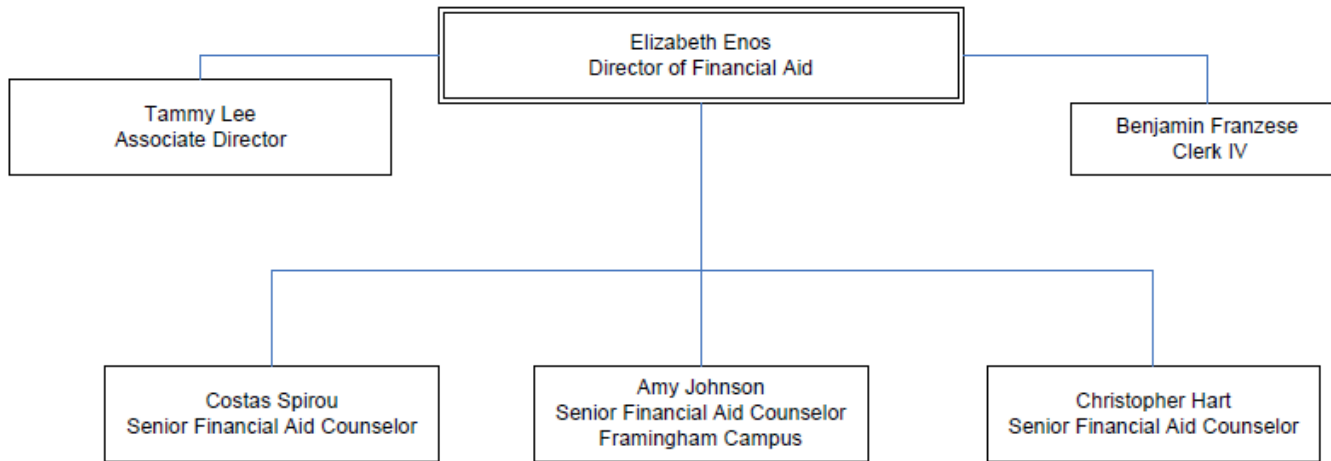 Elizabeth Enos
Director of Financial Aid
Tammy Lee
Associate Director
Benjamin Franzese
Clerk IV
Costas Spirou
Senior Financial Aid Counselor
Amy Johnson
Senior Financial Aid Counselor
Framingham Campus
Christopher Hart
Senior Financial Aid Counselor